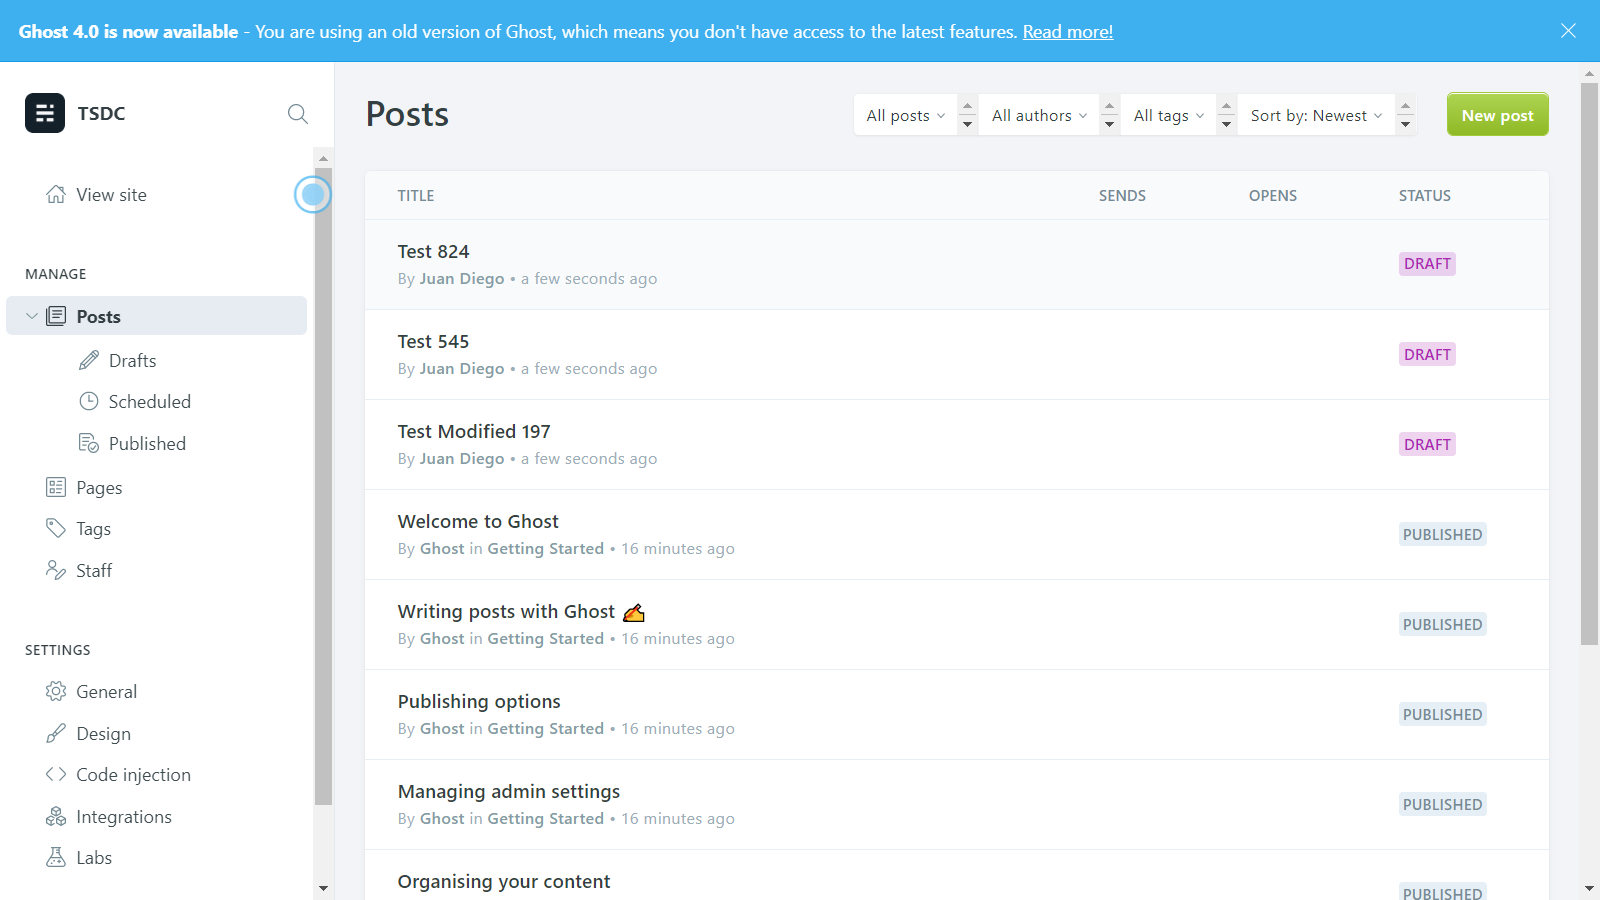 Ghost 4.0 is now available - You are using an old version of Ghost, which means you don't have access to the latest features. Read more!
TSDC
View site
MANAGE
Posts
Drafts
Scheduled
Published
Pages
Tags
Staff
SETTINGS
General
Design
Code injection
Integrations
Labs
Posts
All posts All authors All tags Sort by: Newest New post
TITLE SENDS OPENS STATUS
Test 824
By Juan Diego • a few seconds ago
DRAFT
Test 545
By Juan Diego • a few seconds ago
DRAFT
Test Modified 197
By Juan Diego • a few seconds ago
DRAFT
Welcome to Ghost
By Ghost in Getting Started • 16 minutes ago
PUBLISHED
Writing posts with Ghost ✍️
By Ghost in Getting Started • 16 minutes ago
PUBLISHED
Publishing options
By Ghost in Getting Started • 16 minutes ago
PUBLISHED
Managing admin settings
By Ghost in Getting Started • 16 minutes ago
PUBLISHED
Organising your content
PUBLISHED